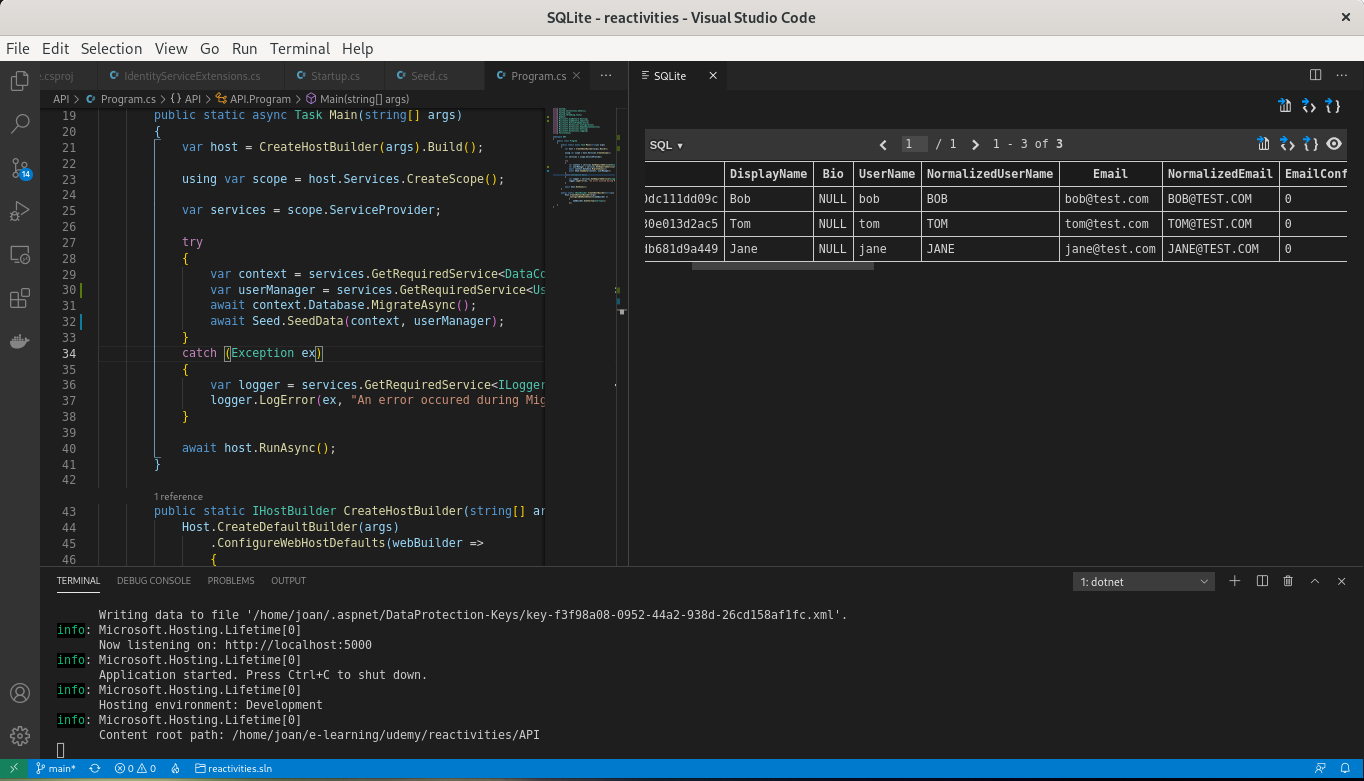 SQLite - reactivities - Visual Studio Code
File Edit Selection View Go Run Terminal Help
.csproj IdentityServiceExtensions.cs Startup.cs Seed.cs Program.cs
API > Program.cs > {} API > API.Program > Main(string[] args)
19 public static async Task Main(string[] args)
20 {
21 var host = CreateHostBuilder(args).Build();
22
23 using var scope = host.Services.CreateScope();
24
25 var services = scope.ServiceProvider;
26
27 try
28 {
29 var context = services.GetRequiredService<DataCo
30 var userManager = services.GetRequiredService<Us
31 await context.Database.MigrateAsync();
32 await Seed.SeedData(context, userManager);
33 }
34 catch (Exception ex)
35 {
36 var logger = services.GetRequiredService<ILogger
37 logger.LogError(ex, "An error occured during Mig
38 }
39
40 await host.RunAsync();
41 }
42
1 reference
43 public static IHostBuilder CreateHostBuilder(string[] ar
44 Host.CreateDefaultBuilder(args)
45 .ConfigureWebHostDefaults(webBuilder =>
46 {
14
SQLite
SQL ▾ 1 / 1 1 - 3 of 3
DisplayName Bio UserName NormalizedUserName Email NormalizedEmail EmailConf
0dc111dd09c Bob NULL bob BOB bob@test.com BOB@TEST.COM 0
30e013d2ac5 Tom NULL tom TOM tom@test.com TOM@TEST.COM 0
db681d9a449 Jane NULL jane JANE jane@test.com JANE@TEST.COM 0
TERMINAL DEBUG CONSOLE PROBLEMS OUTPUT 1: dotnet
Writing data to file '/home/joan/.aspnet/DataProtection-Keys/key-f3f98a08-0952-44a2-938d-26cd158af1fc.xml'.
info: Microsoft.Hosting.Lifetime[0]
Now listening on: http://localhost:5000
info: Microsoft.Hosting.Lifetime[0]
Application started. Press Ctrl+C to shut down.
info: Microsoft.Hosting.Lifetime[0]
Hosting environment: Development
info: Microsoft.Hosting.Lifetime[0]
Content root path: /home/joan/e-learning/udemy/reactivities/API
main* 0 0 reactivities.sln